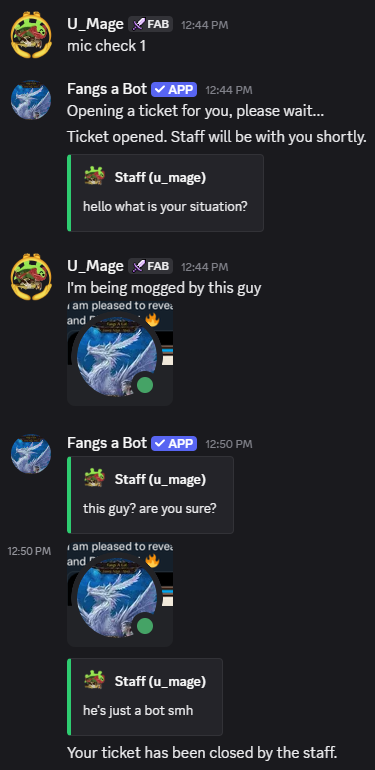 U_Mage FAB 12:44 PM
mic check 1
Fangs a Bot ✓ APP 12:44 PM
Opening a ticket for you, please wait...
Ticket opened. Staff will be with you shortly.
Staff (u_mage)
hello what is your situation?
U_Mage FAB 12:44 PM
I'm being mogged by this guy
am pleased to revea
and
Fangs a Bot ✓ APP 12:50 PM
Staff (u_mage)
this guy? are you sure?
12:50 PM
am pleased to revea
and
Staff (u_mage)
he's just a bot smh
Your ticket has been closed by the staff.